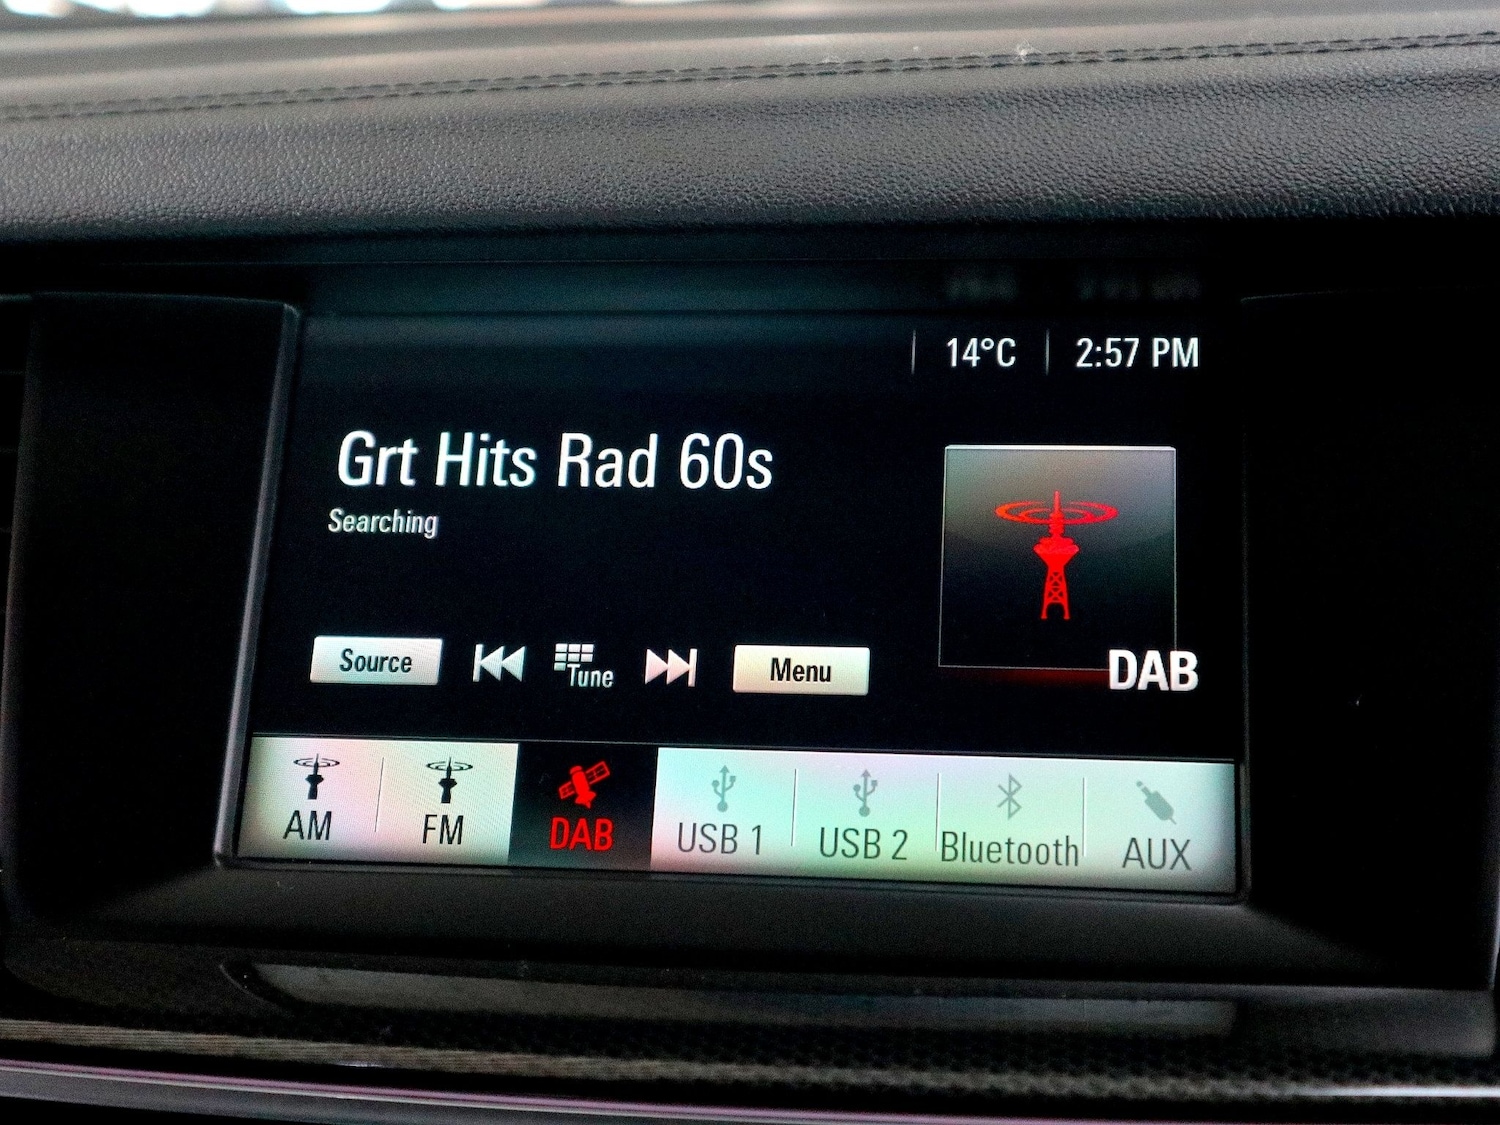 14°C 2:57 PM
Grt Hits Rad 60s
Searching
Source Tune Menu
DAB
AM FM DAB USB 1 USB 2 Bluetooth AUX